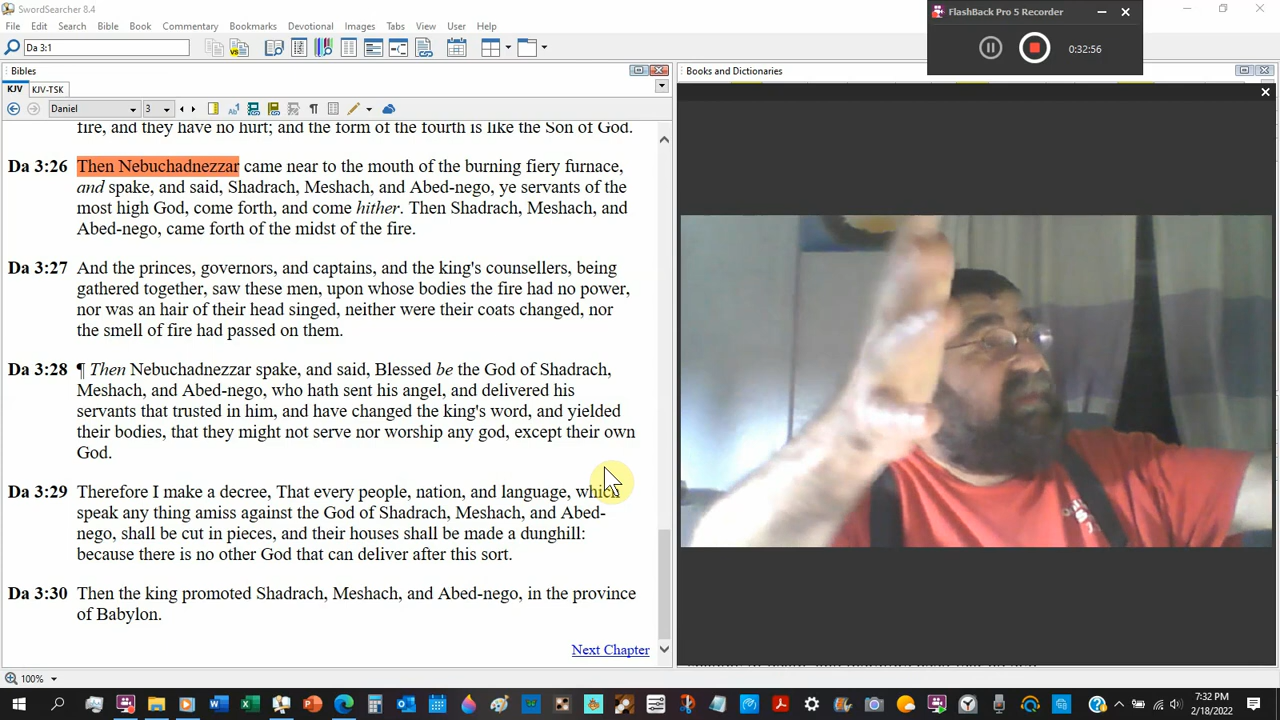 SwordSearcher 8.4
File Edit Search Bible Book Commentary Bookmarks Devotional Images Tabs View User Help
Da 3:1
FlashBack Pro 5 Recorder
0:32:56
Bibles
Books and Dictionaries
KJV KJV-TSK
Daniel 3
fire, and they have no hurt; and the form of the fourth is like the Son of God.
Da 3:26 Then Nebuchadnezzar came near to the mouth of the burning fiery furnace,
and spake, and said, Shadrach, Meshach, and Abed-nego, ye servants of the
most high God, come forth, and come hither. Then Shadrach, Meshach, and
Abed-nego, came forth of the midst of the fire.
Da 3:27 And the princes, governors, and captains, and the king's counsellers, being
gathered together, saw these men, upon whose bodies the fire had no power,
nor was an hair of their head singed, neither were their coats changed, nor
the smell of fire had passed on them.
Da 3:28 ¶ Then Nebuchadnezzar spake, and said, Blessed be the God of Shadrach,
Meshach, and Abed-nego, who hath sent his angel, and delivered his
servants that trusted in him, and have changed the king's word, and yielded
their bodies, that they might not serve nor worship any god, except their own
God.
Da 3:29 Therefore I make a decree, That every people, nation, and language, which
speak any thing amiss against the God of Shadrach, Meshach, and Abed-
nego, shall be cut in pieces, and their houses shall be made a dunghill:
because there is no other God that can deliver after this sort.
Da 3:30 Then the king promoted Shadrach, Meshach, and Abed-nego, in the province
of Babylon.
Next Chapter
100%
7:32 PM
2/18/2022